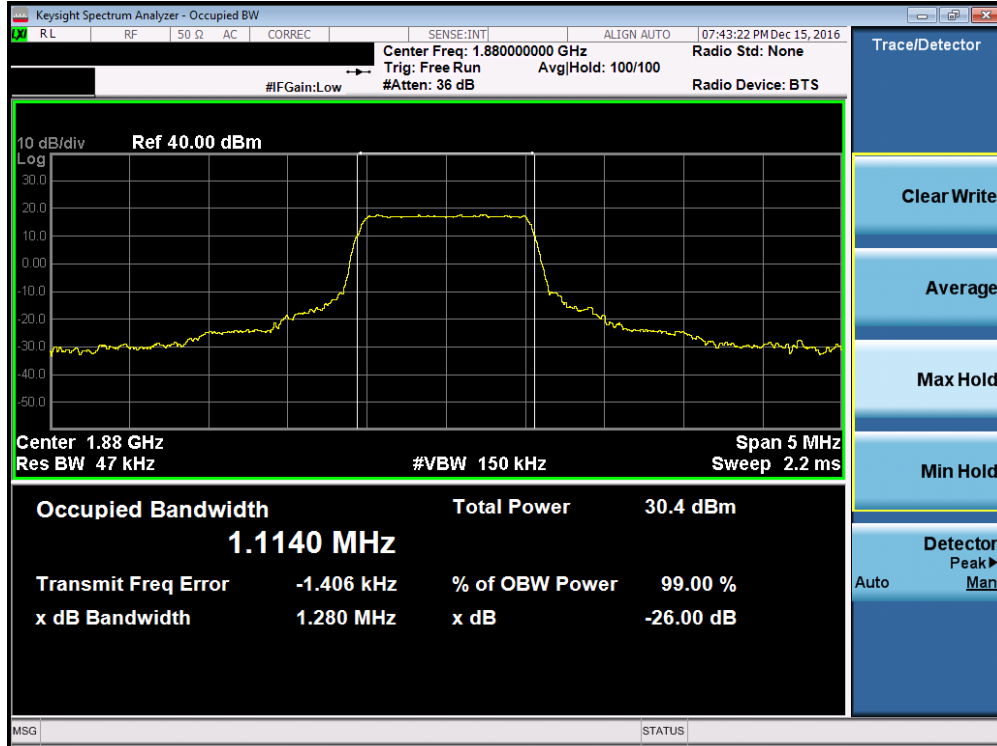 Keysight Spectrum Analyzer - Occupied BW
LXI RL RF 50 Ω AC CORREC SENSE:INT ALIGN AUTO 07:43:22 PM Dec 15, 2016
Center Freq: 1.880000000 GHz Radio Std: None
Trig: Free Run Avg|Hold: 100/100
#IFGain:Low #Atten: 36 dB Radio Device: BTS
Trace/Detector
10 dB/div Ref 40.00 dBm
Log
30.0
20.0
10.0
0.00
-10.0
-20.0
-30.0
-40.0
-50.0
Center 1.88 GHz Span 5 MHz
Res BW 47 kHz #VBW 150 kHz Sweep 2.2 ms
Occupied Bandwidth Total Power 30.4 dBm
1.1140 MHz
Transmit Freq Error -1.406 kHz % of OBW Power 99.00 %
x dB Bandwidth 1.280 MHz x dB -26.00 dB
Clear Write
Average
Max Hold
Min Hold
Detector
Peak▶
Auto Man
MSG STATUS